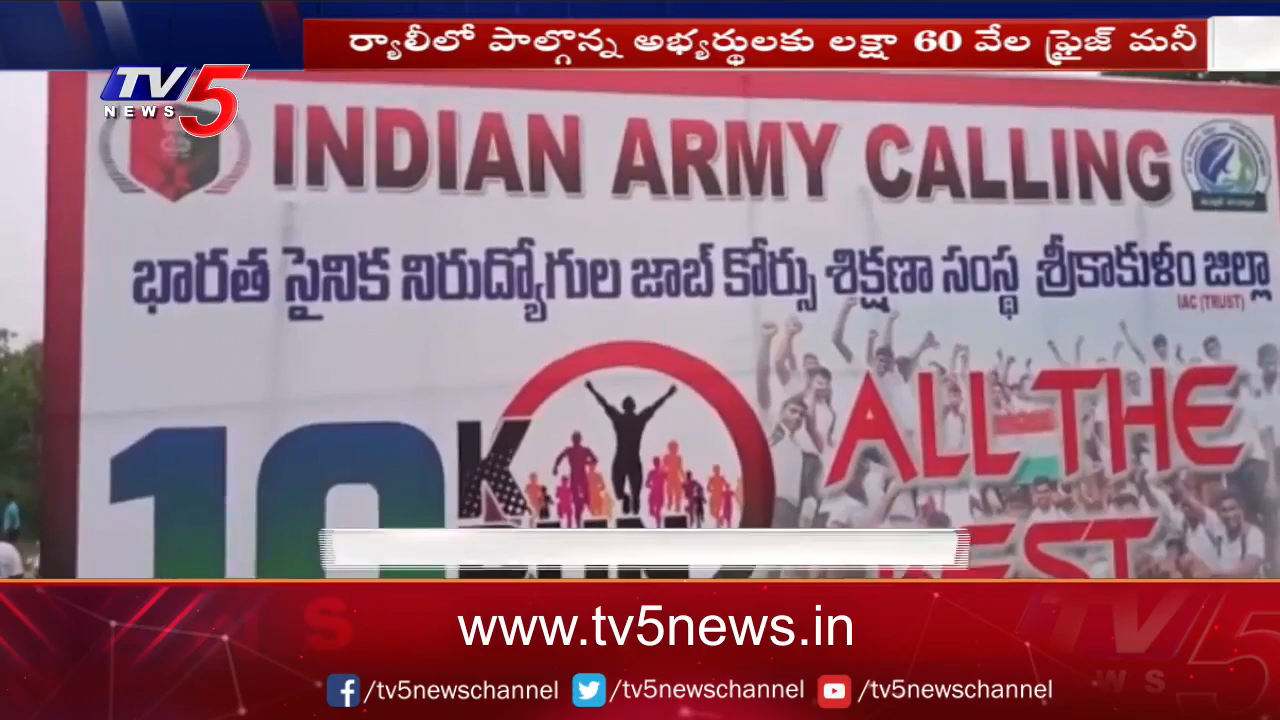 ర్యాలీలో పాల్గొన్న అభ్యర్థులకు లక్షా 60 వేల ఫ్రైజ్ మనీ
TV5
NEWS
INDIAN ARMY CALLING
భారత సైనిక నిరుద్యోగుల జాబ్ కోర్సు శిక్షణా సంస్థ శ్రీకాకుళం జిల్లా
IAC (TRUST)
10K
ALL THE
BEST
www.tv5news.in
/tv5newschannel /tv5newschannel /tv5newschannel